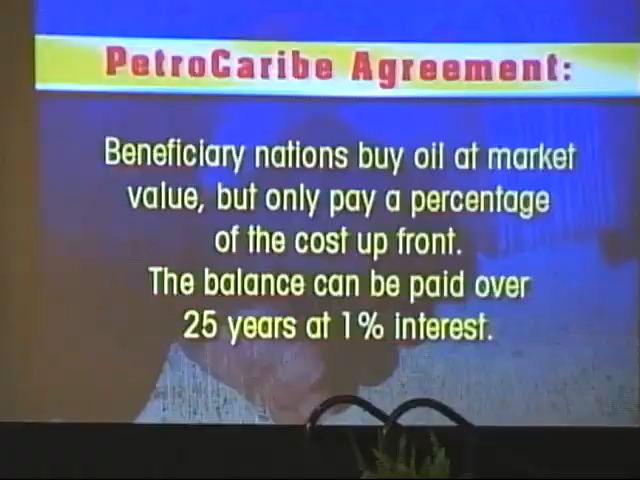 PetroCaribe Agreement:
Beneficiary nations buy oil at market
value, but only pay a percentage
of the cost up front.
The balance can be paid over
25 years at 1% interest.